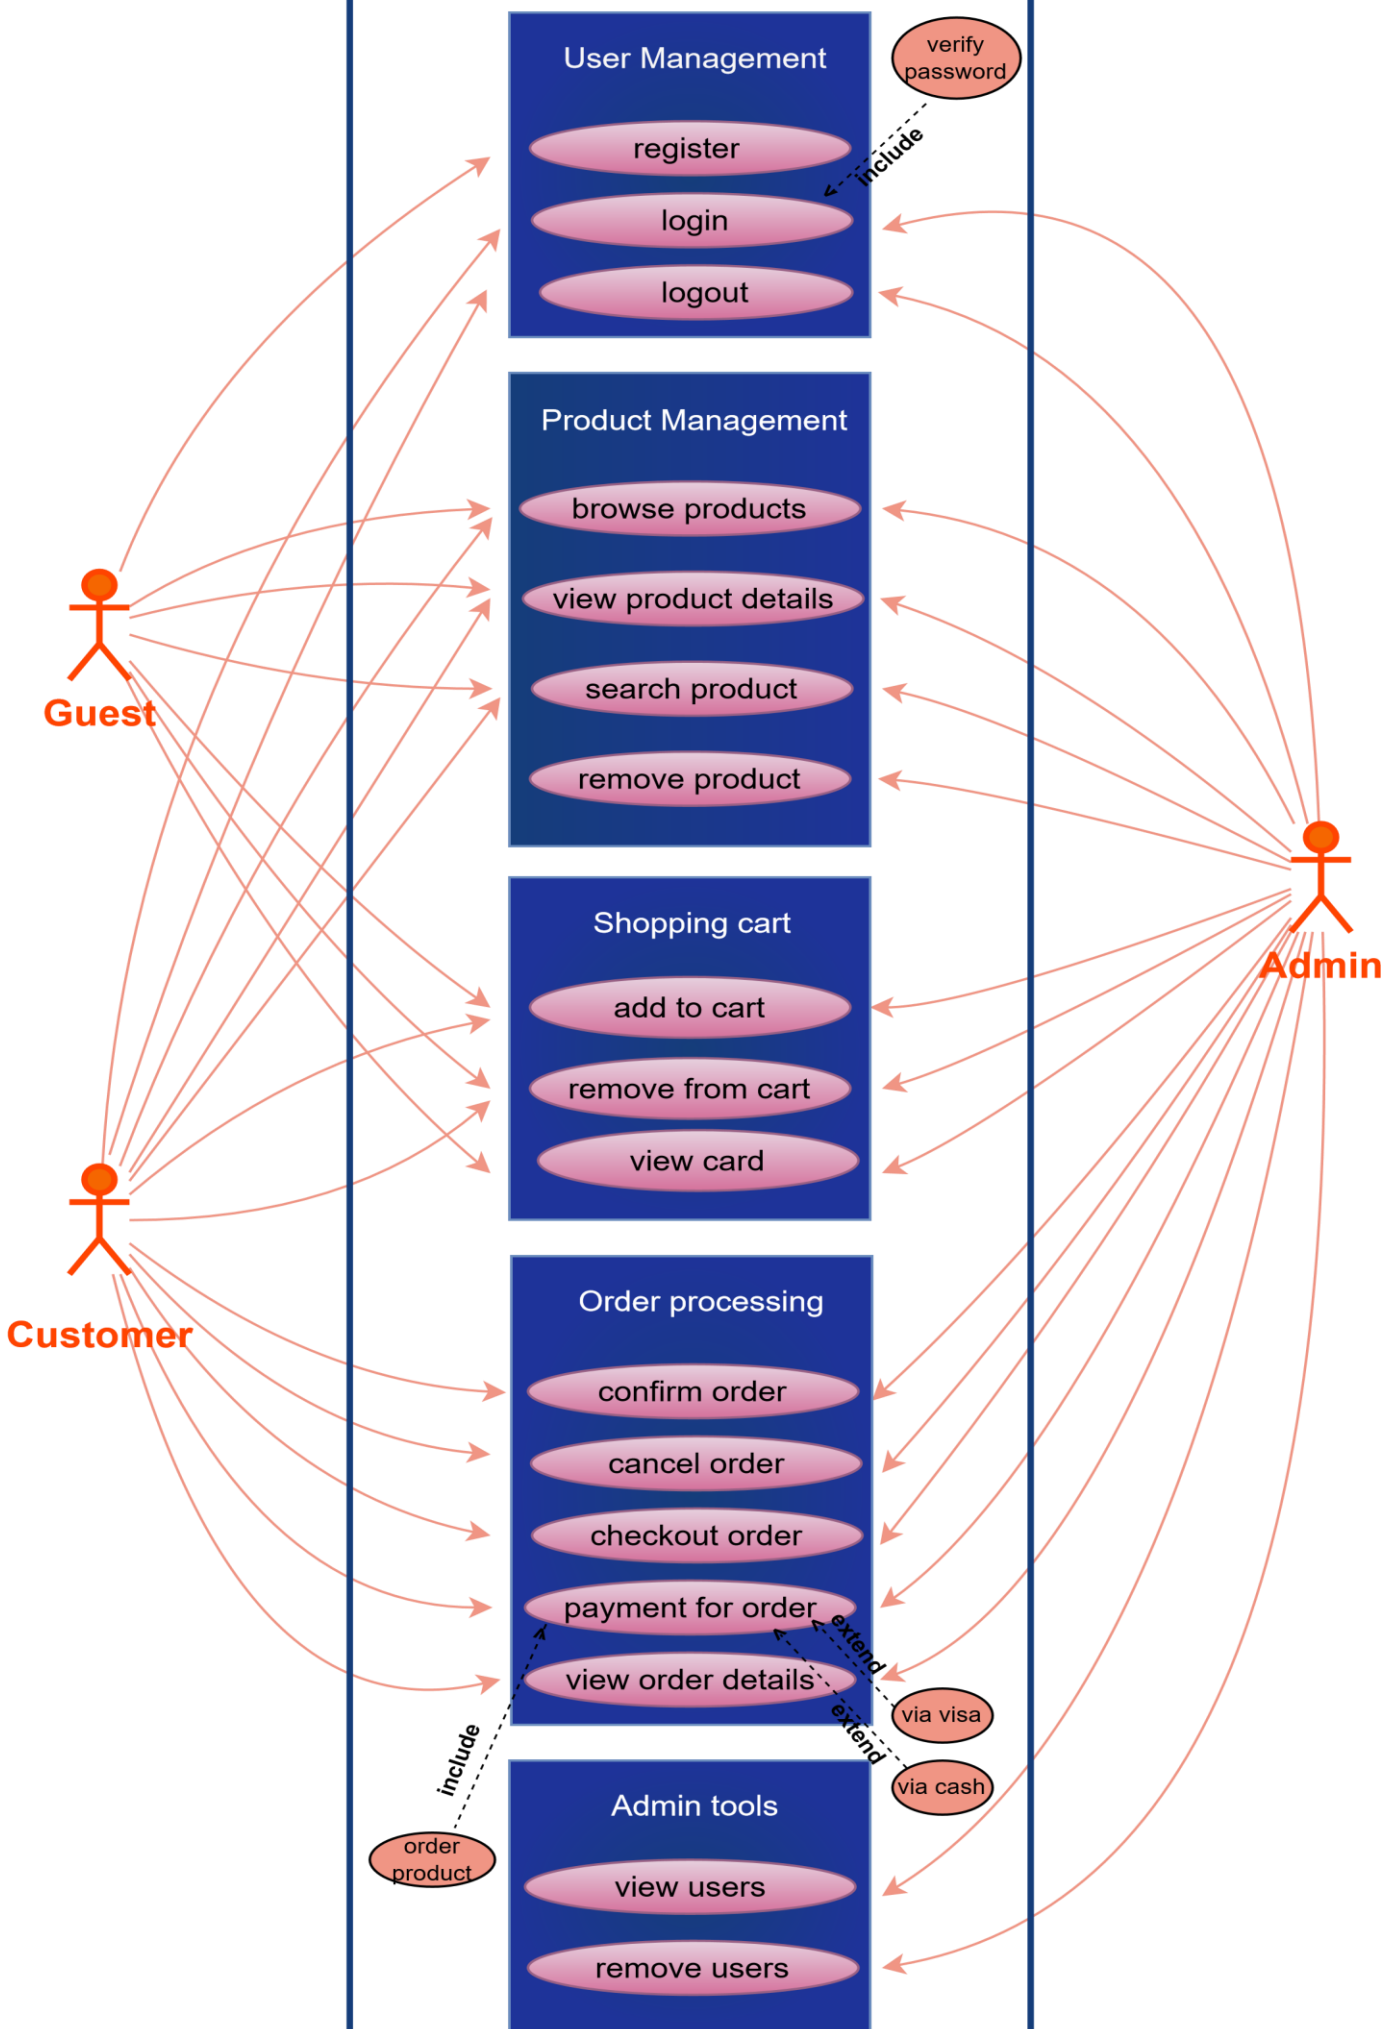 User Management
verify
password
include
register
login
logout
Product Management
browse products
view product details
search product
remove product
Guest
Admin
Shopping cart
add to cart
remove from cart
view card
Customer
Order processing
confirm order
cancel order
checkout order
payment for order
extend
view order details
via visa
extend
include
via cash
Admin tools
order
product
view users
remove users